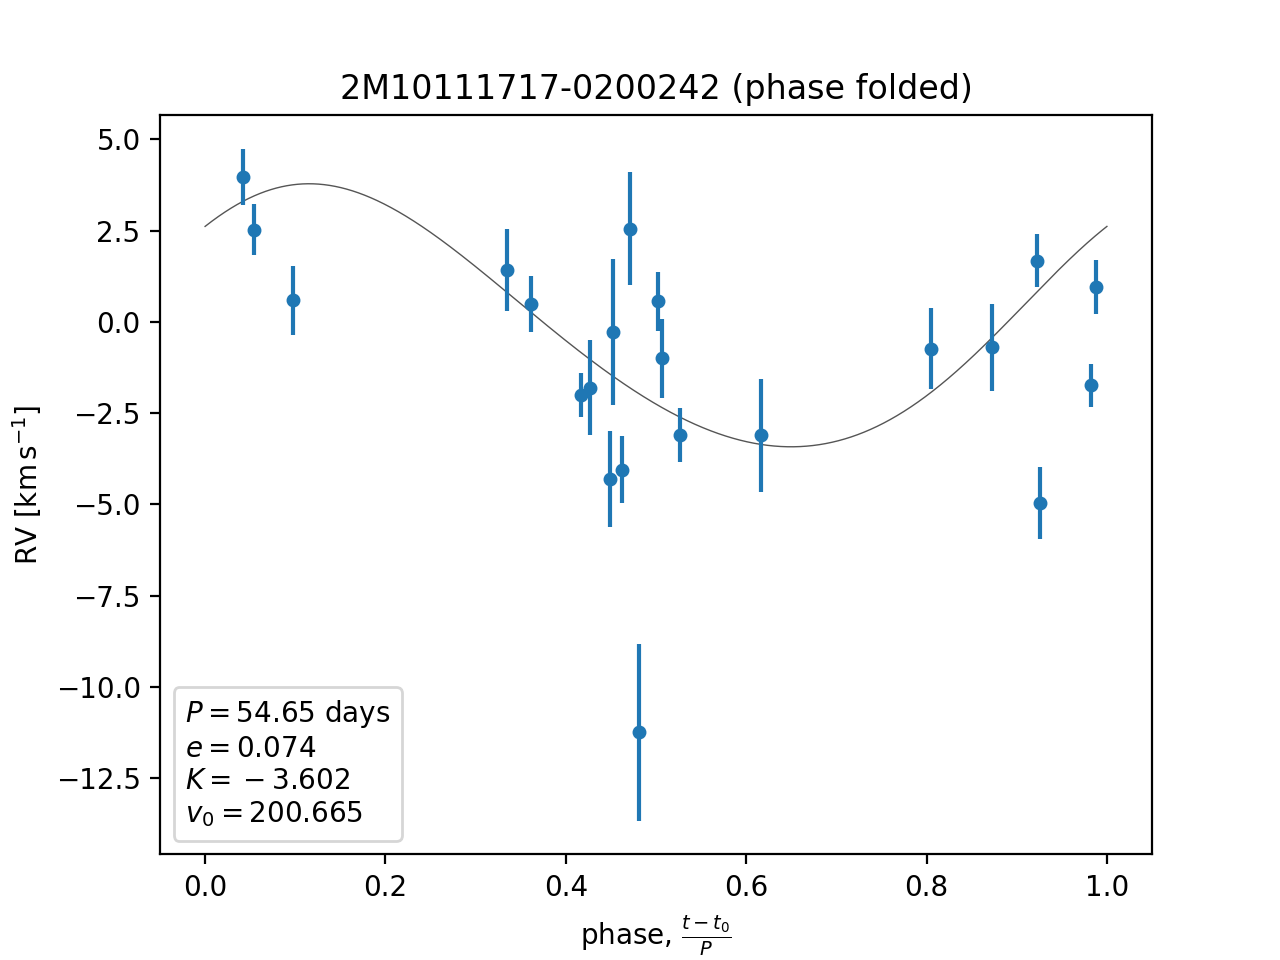 2M10111717-0200242 (phase folded)
RV [km s⁻¹]
5.0
2.5
0.0
−2.5
−5.0
−7.5
−10.0
−12.5
P = 54.65 days
e = 0.074
K = −3.602
v₀ = 200.665
0.0 0.2 0.4 0.6 0.8 1.0
phase, (t − t₀)/P